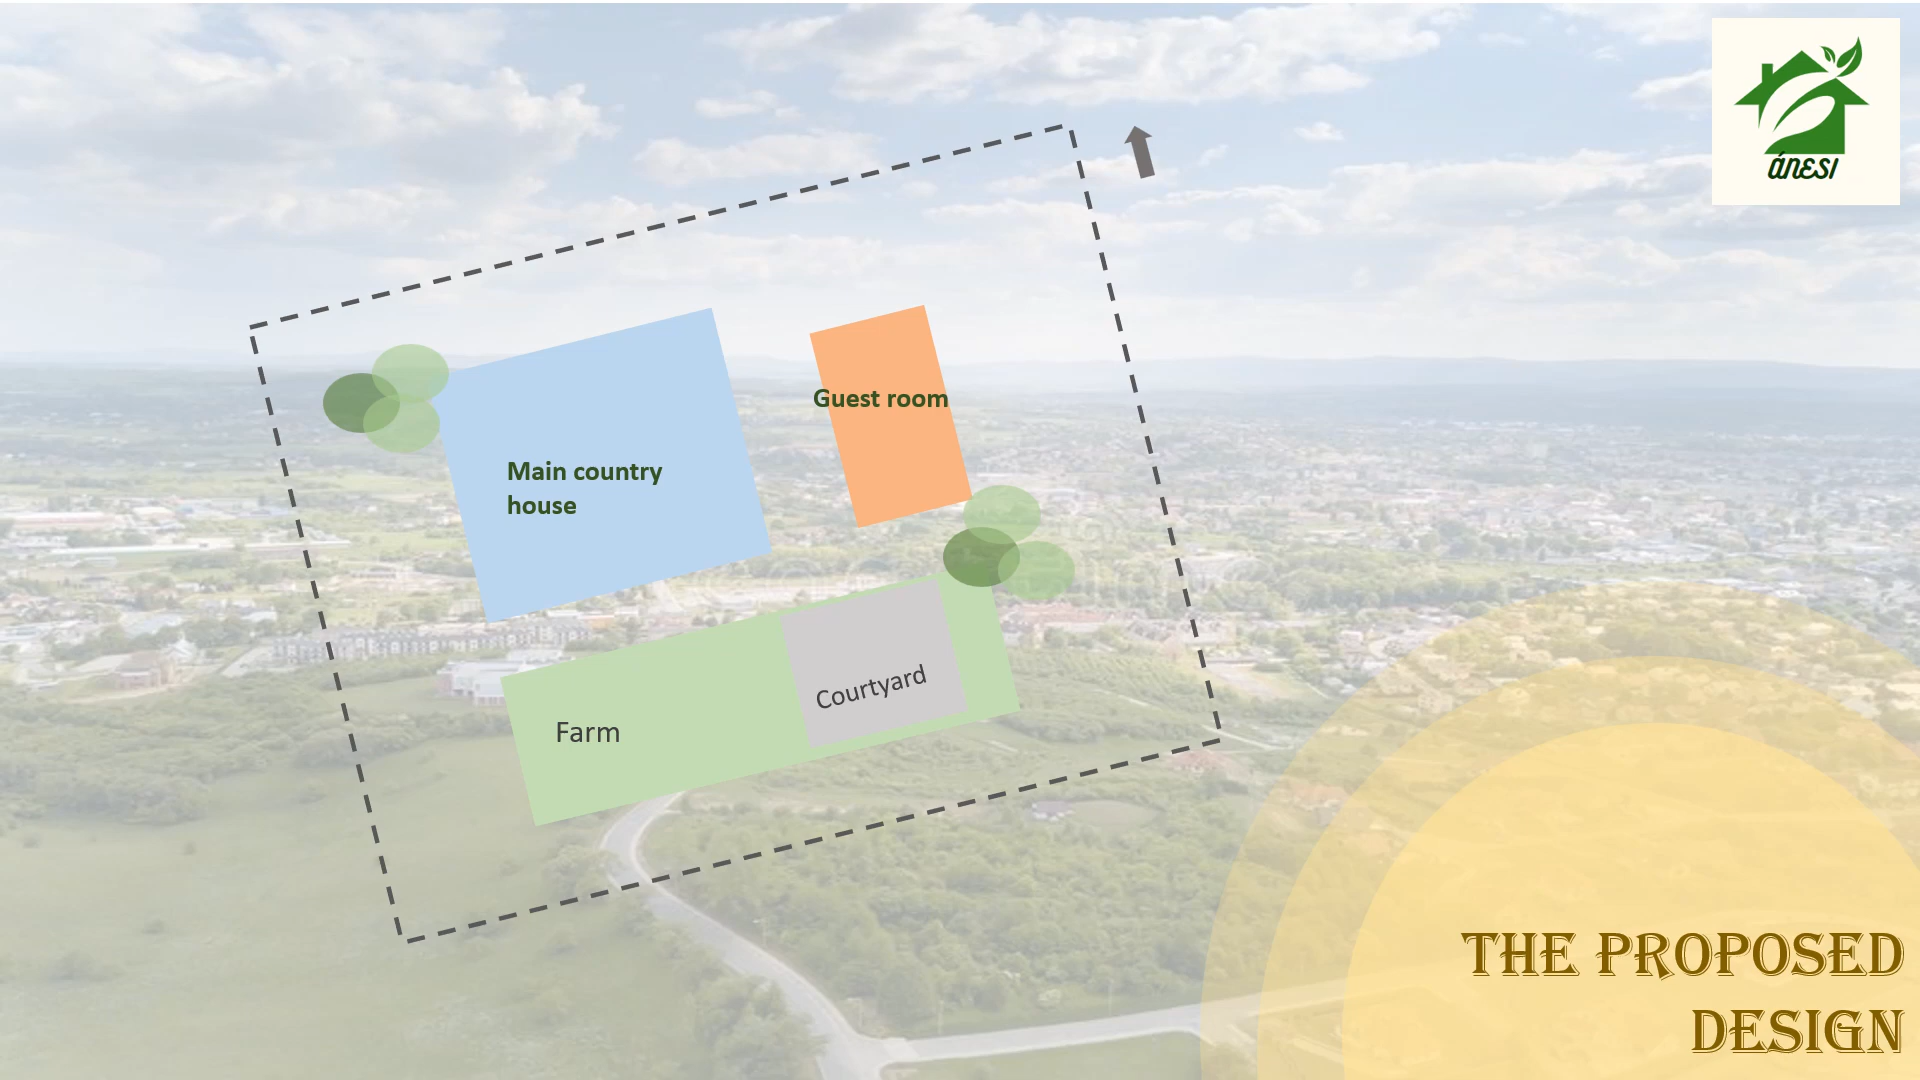 ÁNESI
Guest room
Main country
house
Courtyard
Farm
THE PROPOSED
DESIGN